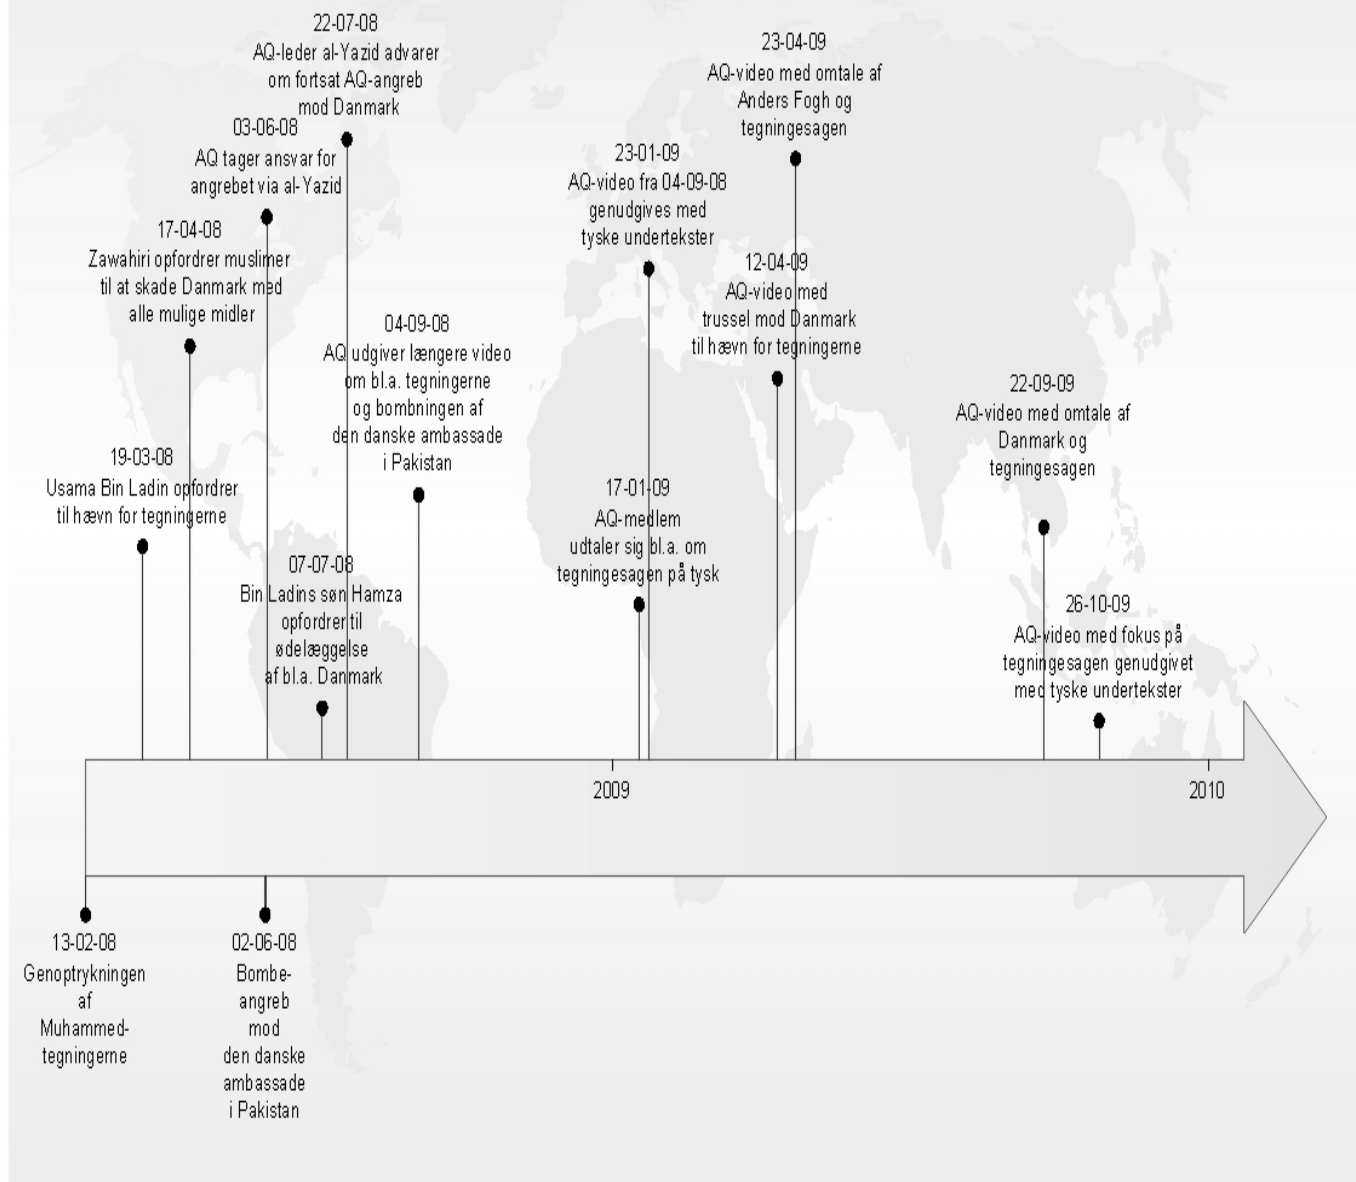 22-07-08
AQ-leder al-Yazid advarer
om fortsat AQ-angreb
mod Danmark
03-06-08
AQ tager ansvar for
angrebet via al-Yazid
17-04-08
Zawahiri opfordrer muslimer
til at skade Danmark med
alle mulige midler
04-09-08
AQ udgiver længere video
om bl.a. tegningerne
og bombningen af
den danske ambassade
i Pakistan
19-03-08
Usama Bin Ladin opfordrer
til hævn for tegningerne
07-07-08
Bin Ladins søn Hamza
opfordrer til
ødelæggelse
af bl.a. Danmark
23-04-09
AQ-video med omtale af
Anders Fogh og
tegningesagen
23-01-09
AQ-video fra 04-09-08
genudgives med
tyske undertekster
12-04-09
AQ-video med
trussel mod Danmark
til hævn for tegningerne
17-01-09
AQ-medlem
udtaler sig bl.a. om
tegningesagen på tysk
22-09-09
AQ-video med omtale af
Danmark og
tegningesagen
26-10-09
AQ-video med fokus på
tegningesagen genudgivet
med tyske undertekster
2009
2010
13-02-08
Genoptrykningen
af
Muhammed-
tegningerne
02-06-08
Bombe-
angreb
mod
den danske
ambassade
i Pakistan